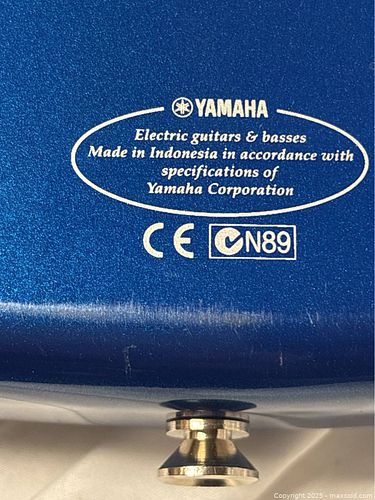 YAMAHA
Electric guitars & basses
Made in Indonesia in accordance with
specifications of
Yamaha Corporation
CE N89
Copyright 2025 - maxsold.com